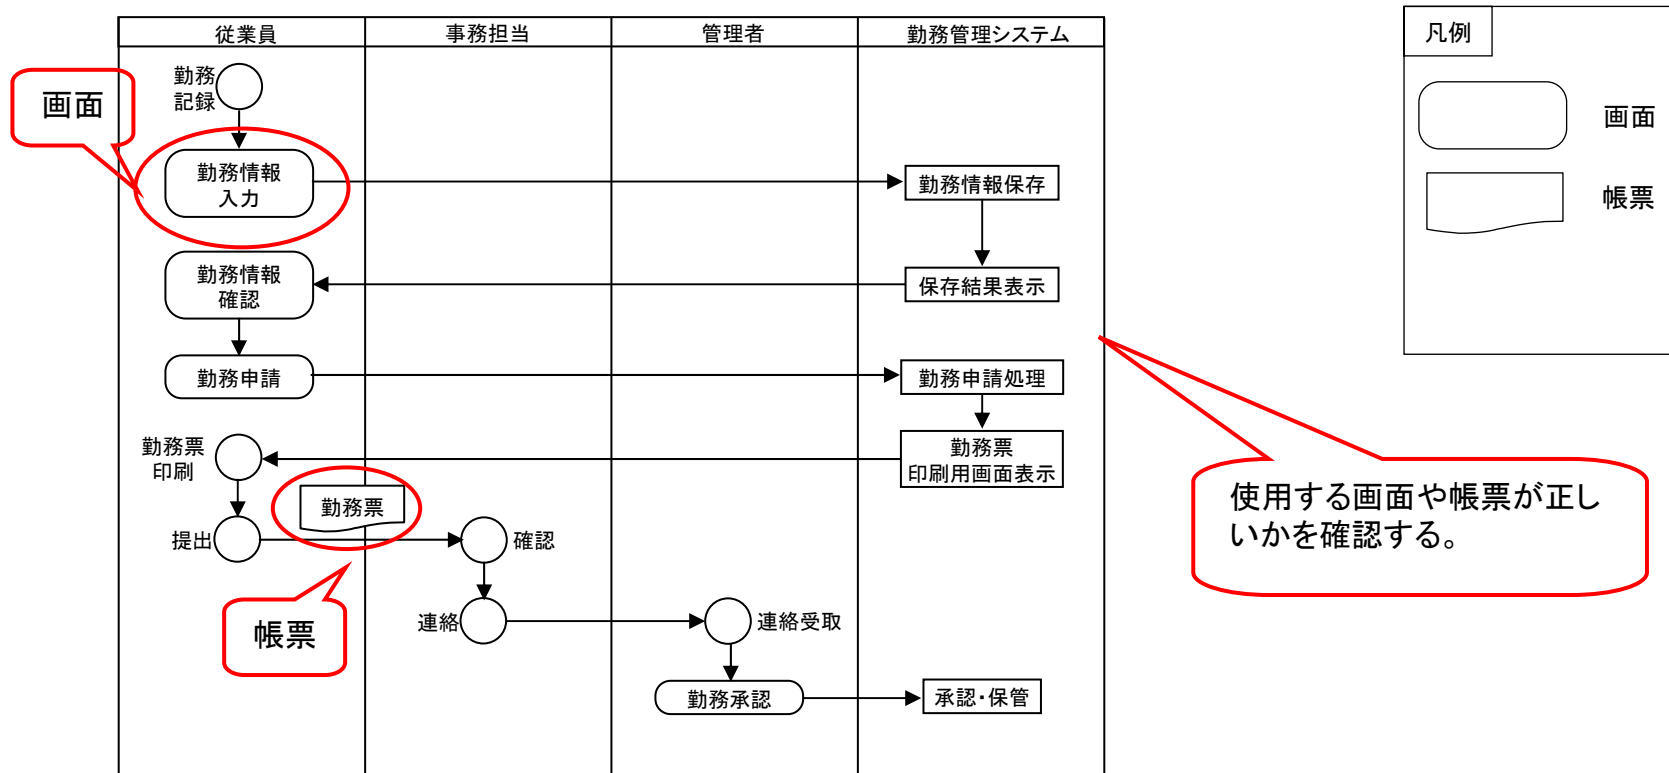 従業員
事務担当
管理者
勤務管理システム
凡例
画面
帳票
画面
勤務
記録
勤務情報
入力
勤務情報保存
勤務情報
確認
保存結果表示
勤務申請
勤務申請処理
勤務票
印刷
勤務票
印刷用画面表示
勤務票
提出
確認
使用する画面や帳票が正し
いかを確認する。
帳票
連絡
連絡受取
勤務承認
承認・保管